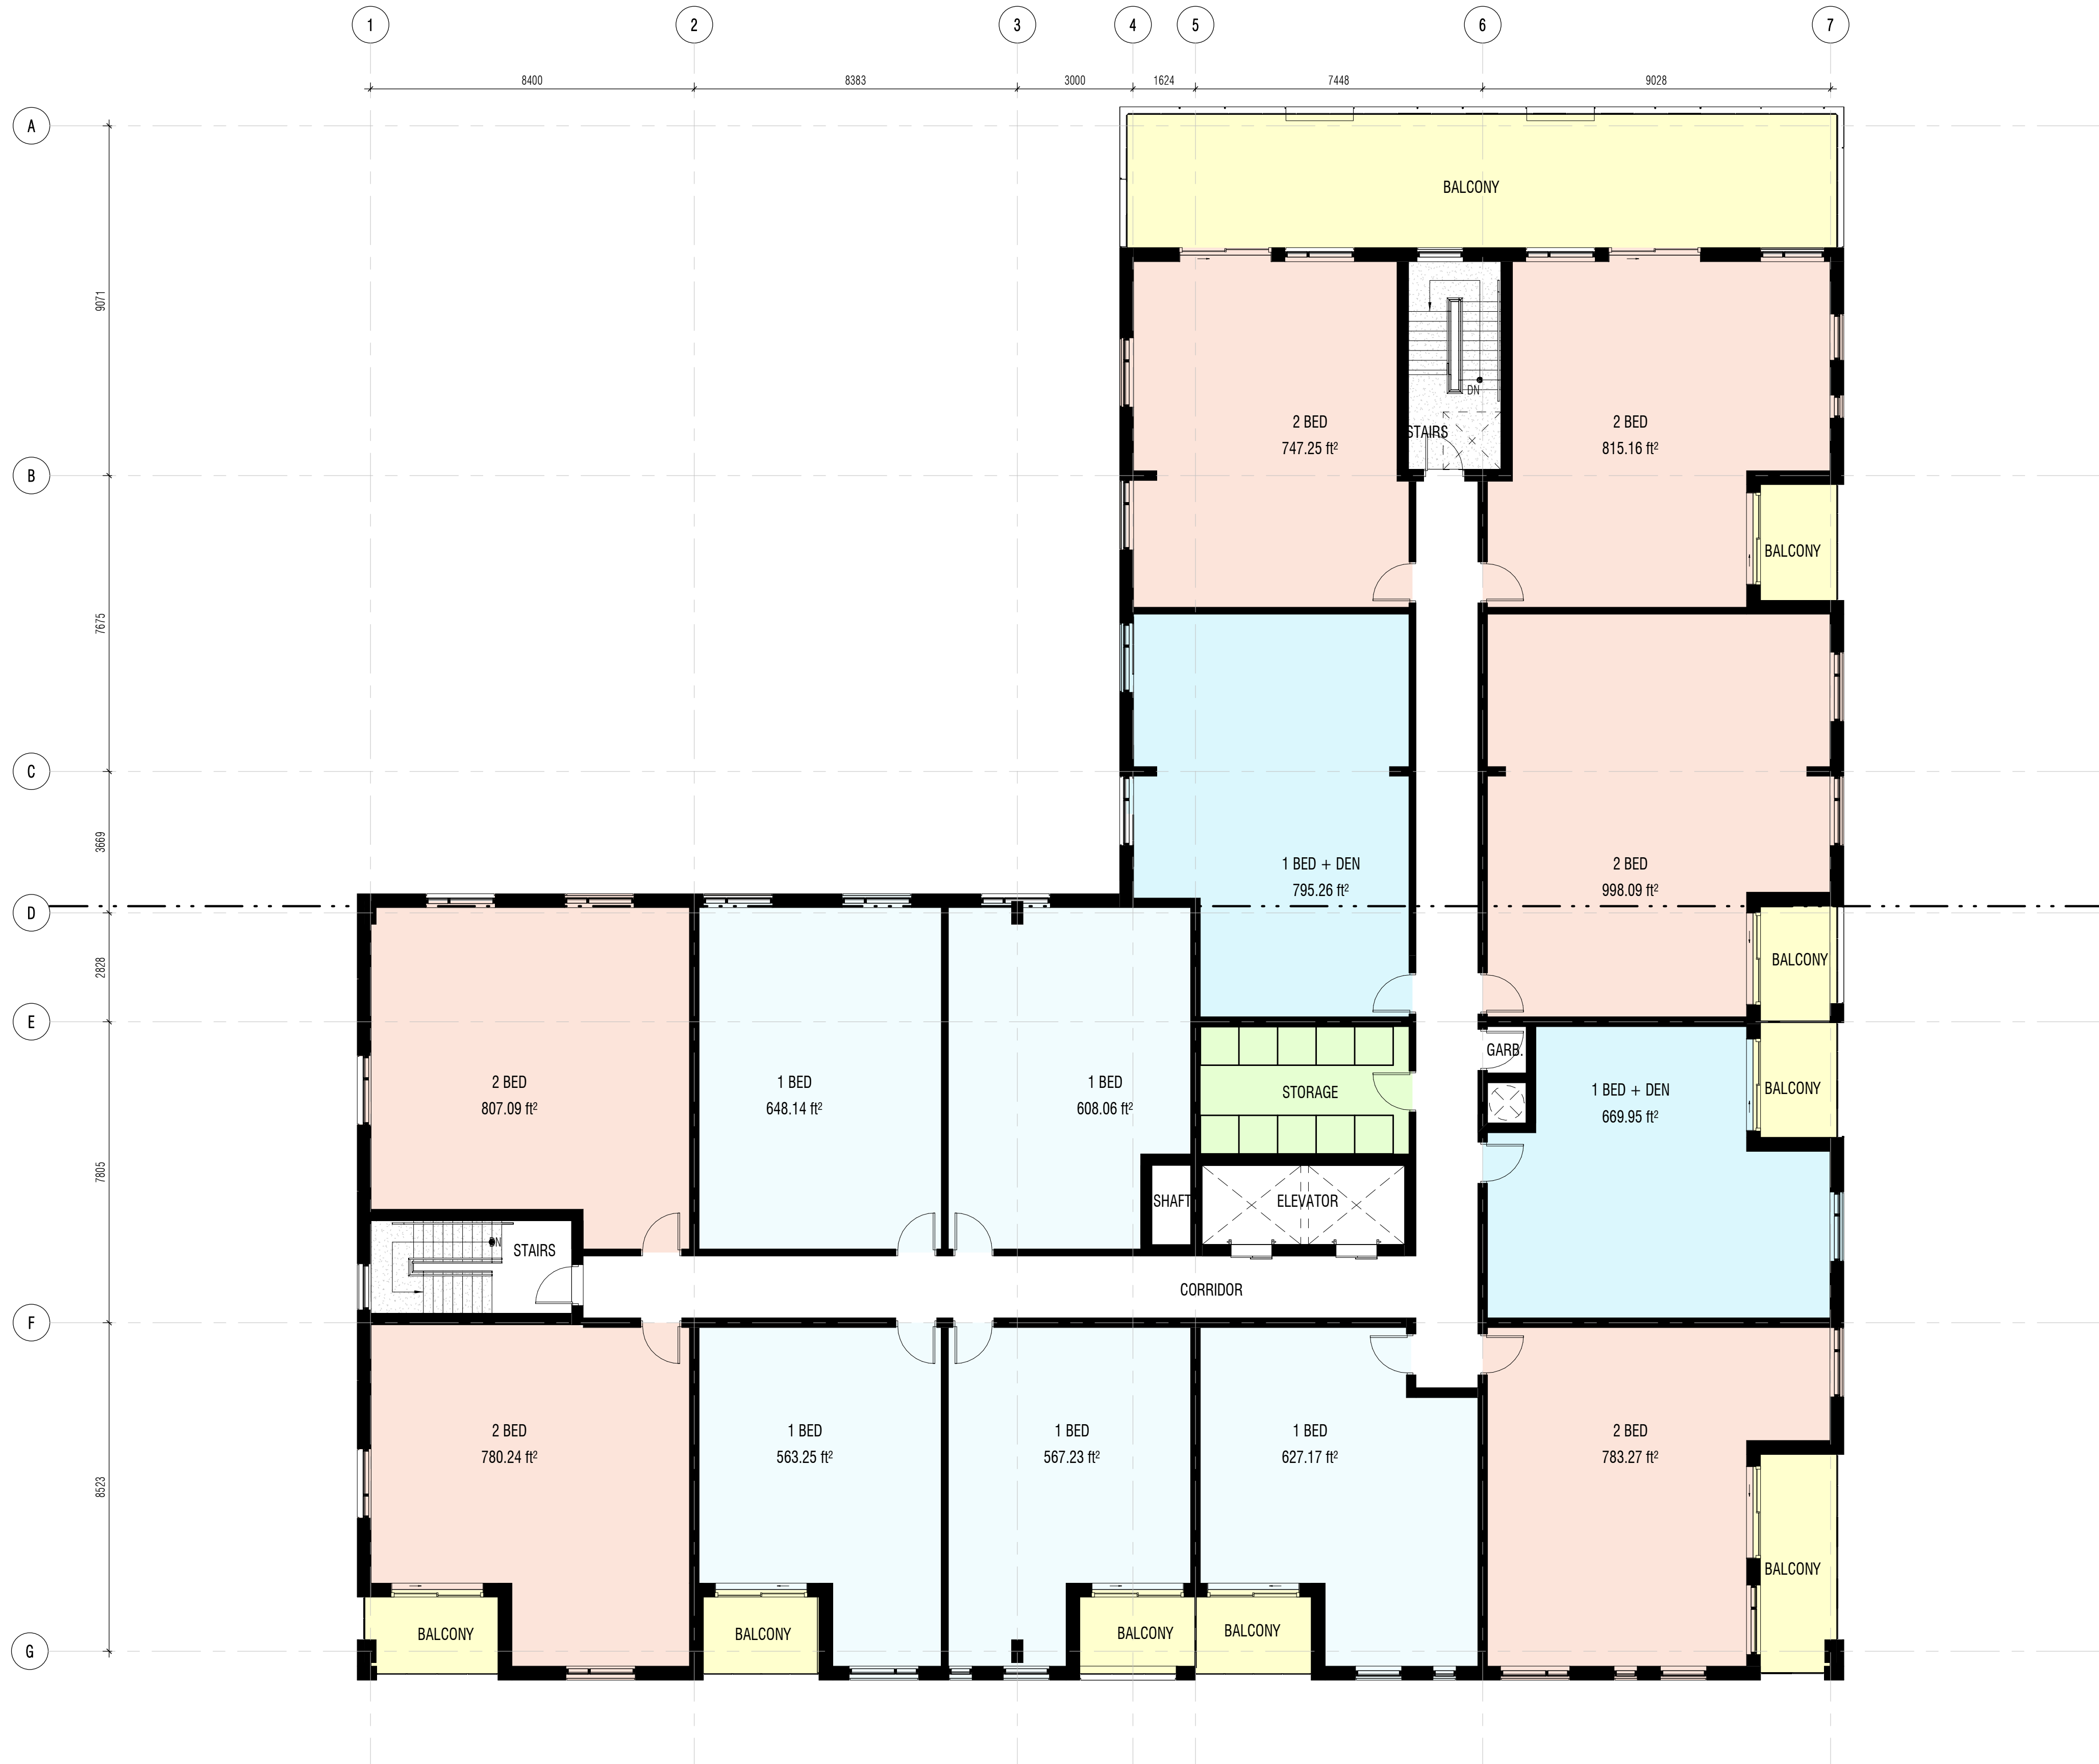 1 2 3 4 5 6 7
8400 8383 3000 1624 7448 9028
A
BALCONY
9071
DN
2 BED
747.25 ft²
STAIRS
2 BED
815.16 ft²
B
BALCONY
7675
C
3669
1 BED + DEN
795.26 ft²
2 BED
998.09 ft²
D
2828
BALCONY
E
GARB.
2 BED
807.09 ft²
1 BED
648.14 ft²
1 BED
608.06 ft²
STORAGE
1 BED + DEN
669.95 ft²
BALCONY
7805
SHAFT
ELEVATOR
DN
STAIRS
CORRIDOR
F
2 BED
780.24 ft²
1 BED
563.25 ft²
1 BED
567.23 ft²
1 BED
627.17 ft²
2 BED
783.27 ft²
8523
BALCONY
BALCONY
BALCONY
BALCONY
BALCONY
G